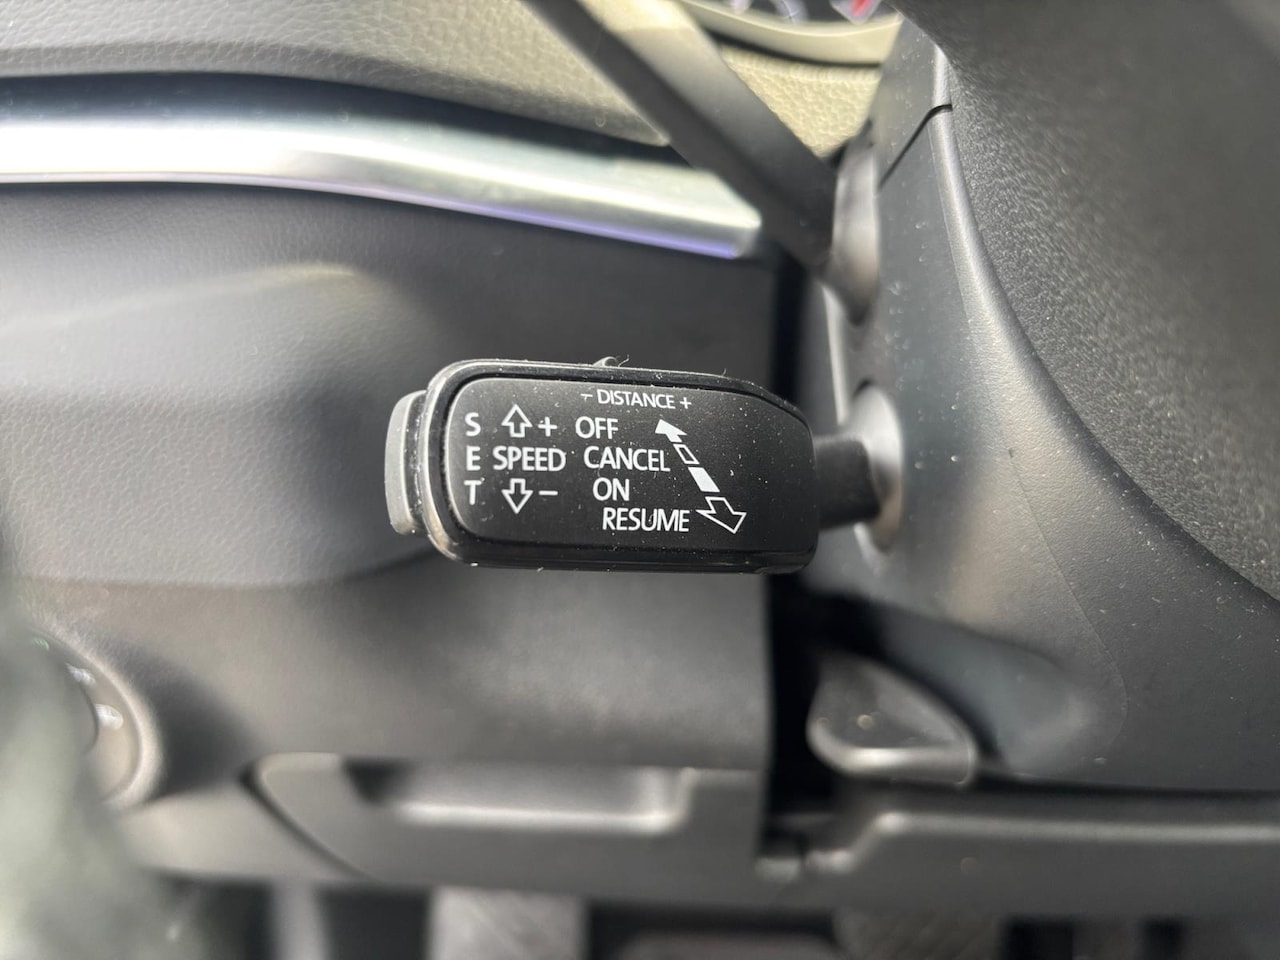 - DISTANCE +
S + OFF
E SPEED CANCEL
T - ON
RESUME